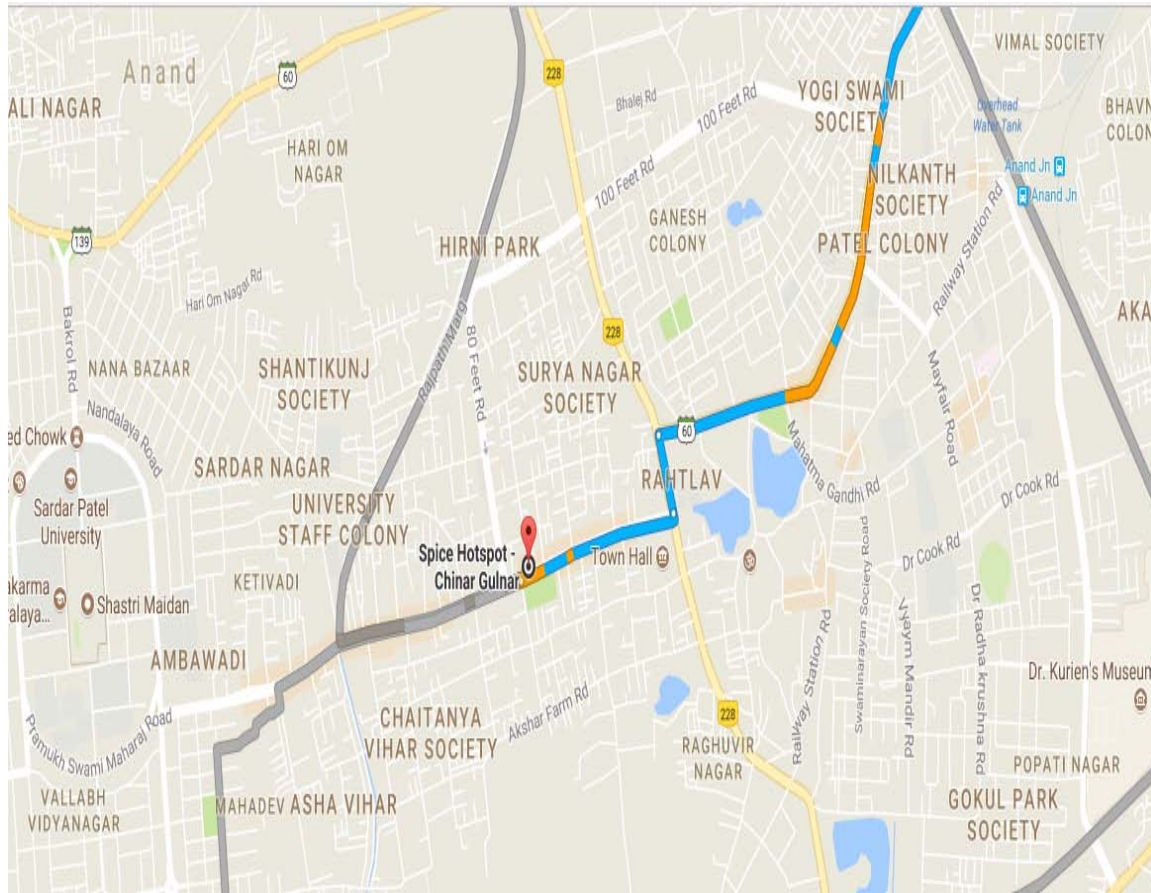 VIMAL SOCIETY
Anand
60
228
ALI NAGAR
Bhalej Rd
100 Feet Rd
YOGI SWAMI
SOCIETY
Overhead
Water Tank
BHAVN
COLON
HARI OM
NAGAR
Anand Jn
Anand Jn
100 Feet Rd
NILKANTH
SOCIETY
GANESH
COLONY
139
HIRNI PARK
PATEL COLONY
Railway Station Rd
Hari Om Nagar Rd
Bakrol Rd
Rajpath Marg
80 Feet Rd
228
AKA
NANA BAZAAR
SHANTIKUNJ
SOCIETY
SURYA NAGAR
SOCIETY
Mayfair Road
Nandalaya Road
60
ed Chowk
SARDAR NAGAR
RAHTLAV
Mahatma Gandhi Rd
Dr Cook Rd
Sardar Patel
University
UNIVERSITY
STAFF COLONY
Spice Hotspot -
Chinar Gulnar
Town Hall
Dr Cook Rd
KETIVADI
akarma
alaya...
Shastri Maidan
AMBAWADI
Railway Station Rd
Swaminarayan Society Road
Vjaym Mandir Rd
Dr Radha krushna Rd
Dr. Kurien's Museum
Pramukh Swami Maharaj Road
CHAITANYA
VIHAR SOCIETY
Akshar Farm Rd
228
RAGHUVIR
NAGAR
POPATI NAGAR
VALLABH
VIDYANAGAR
MAHADEV ASHA VIHAR
GOKUL PARK
SOCIETY